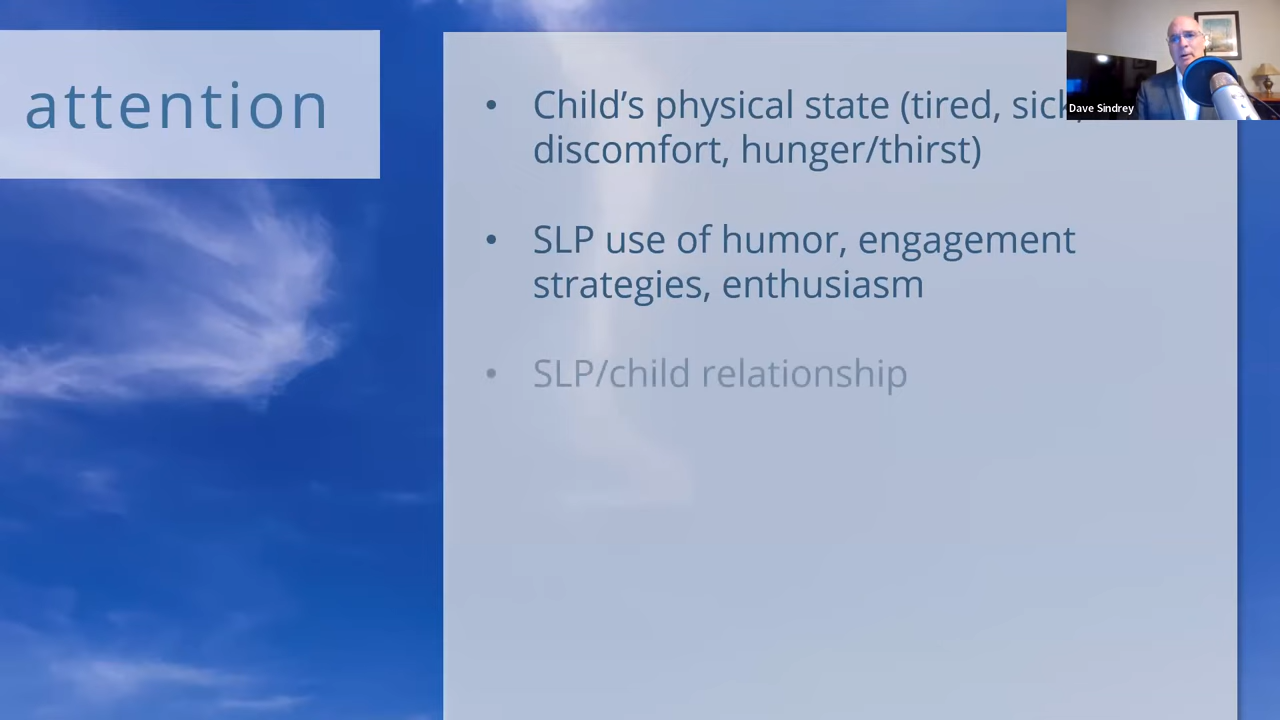 attention
• Child’s physical state (tired, sick,
discomfort, hunger/thirst)
• SLP use of humor, engagement
strategies, enthusiasm
• SLP/child relationship
Dave Sindrey